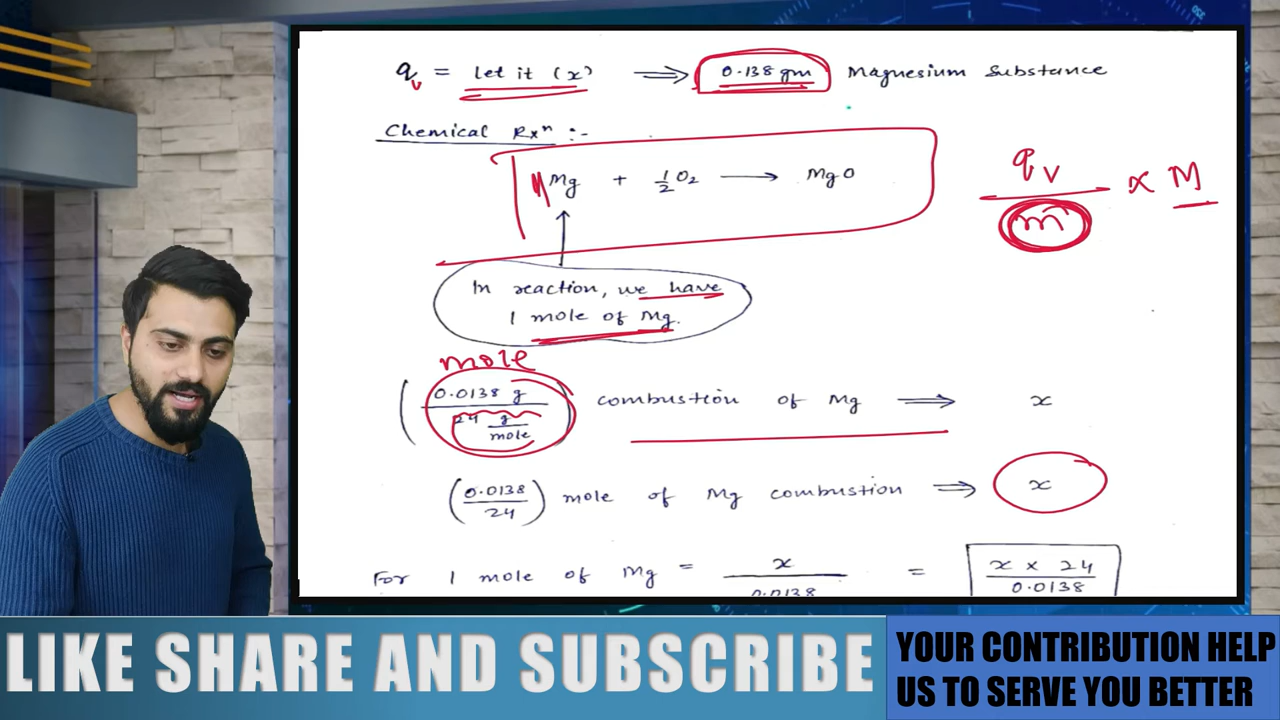 qv = let it (x) ⟹ 0.138 gm Magnesium Substance
Chemical Rxⁿ :-
1Mg + 1/2 O2 ⟶ MgO
qv/m × M
In reaction, we have
1 mole of Mg.
mole
(0.0138 g / 24 g/mole) combustion of Mg ⟹ x
(0.0138/24) mole of Mg combustion ⟹ x
For 1 mole of Mg = x/0.0138 = x × 24/0.0138
LIKE SHARE AND SUBSCRIBE
YOUR CONTRIBUTION HELP
US TO SERVE YOU BETTER